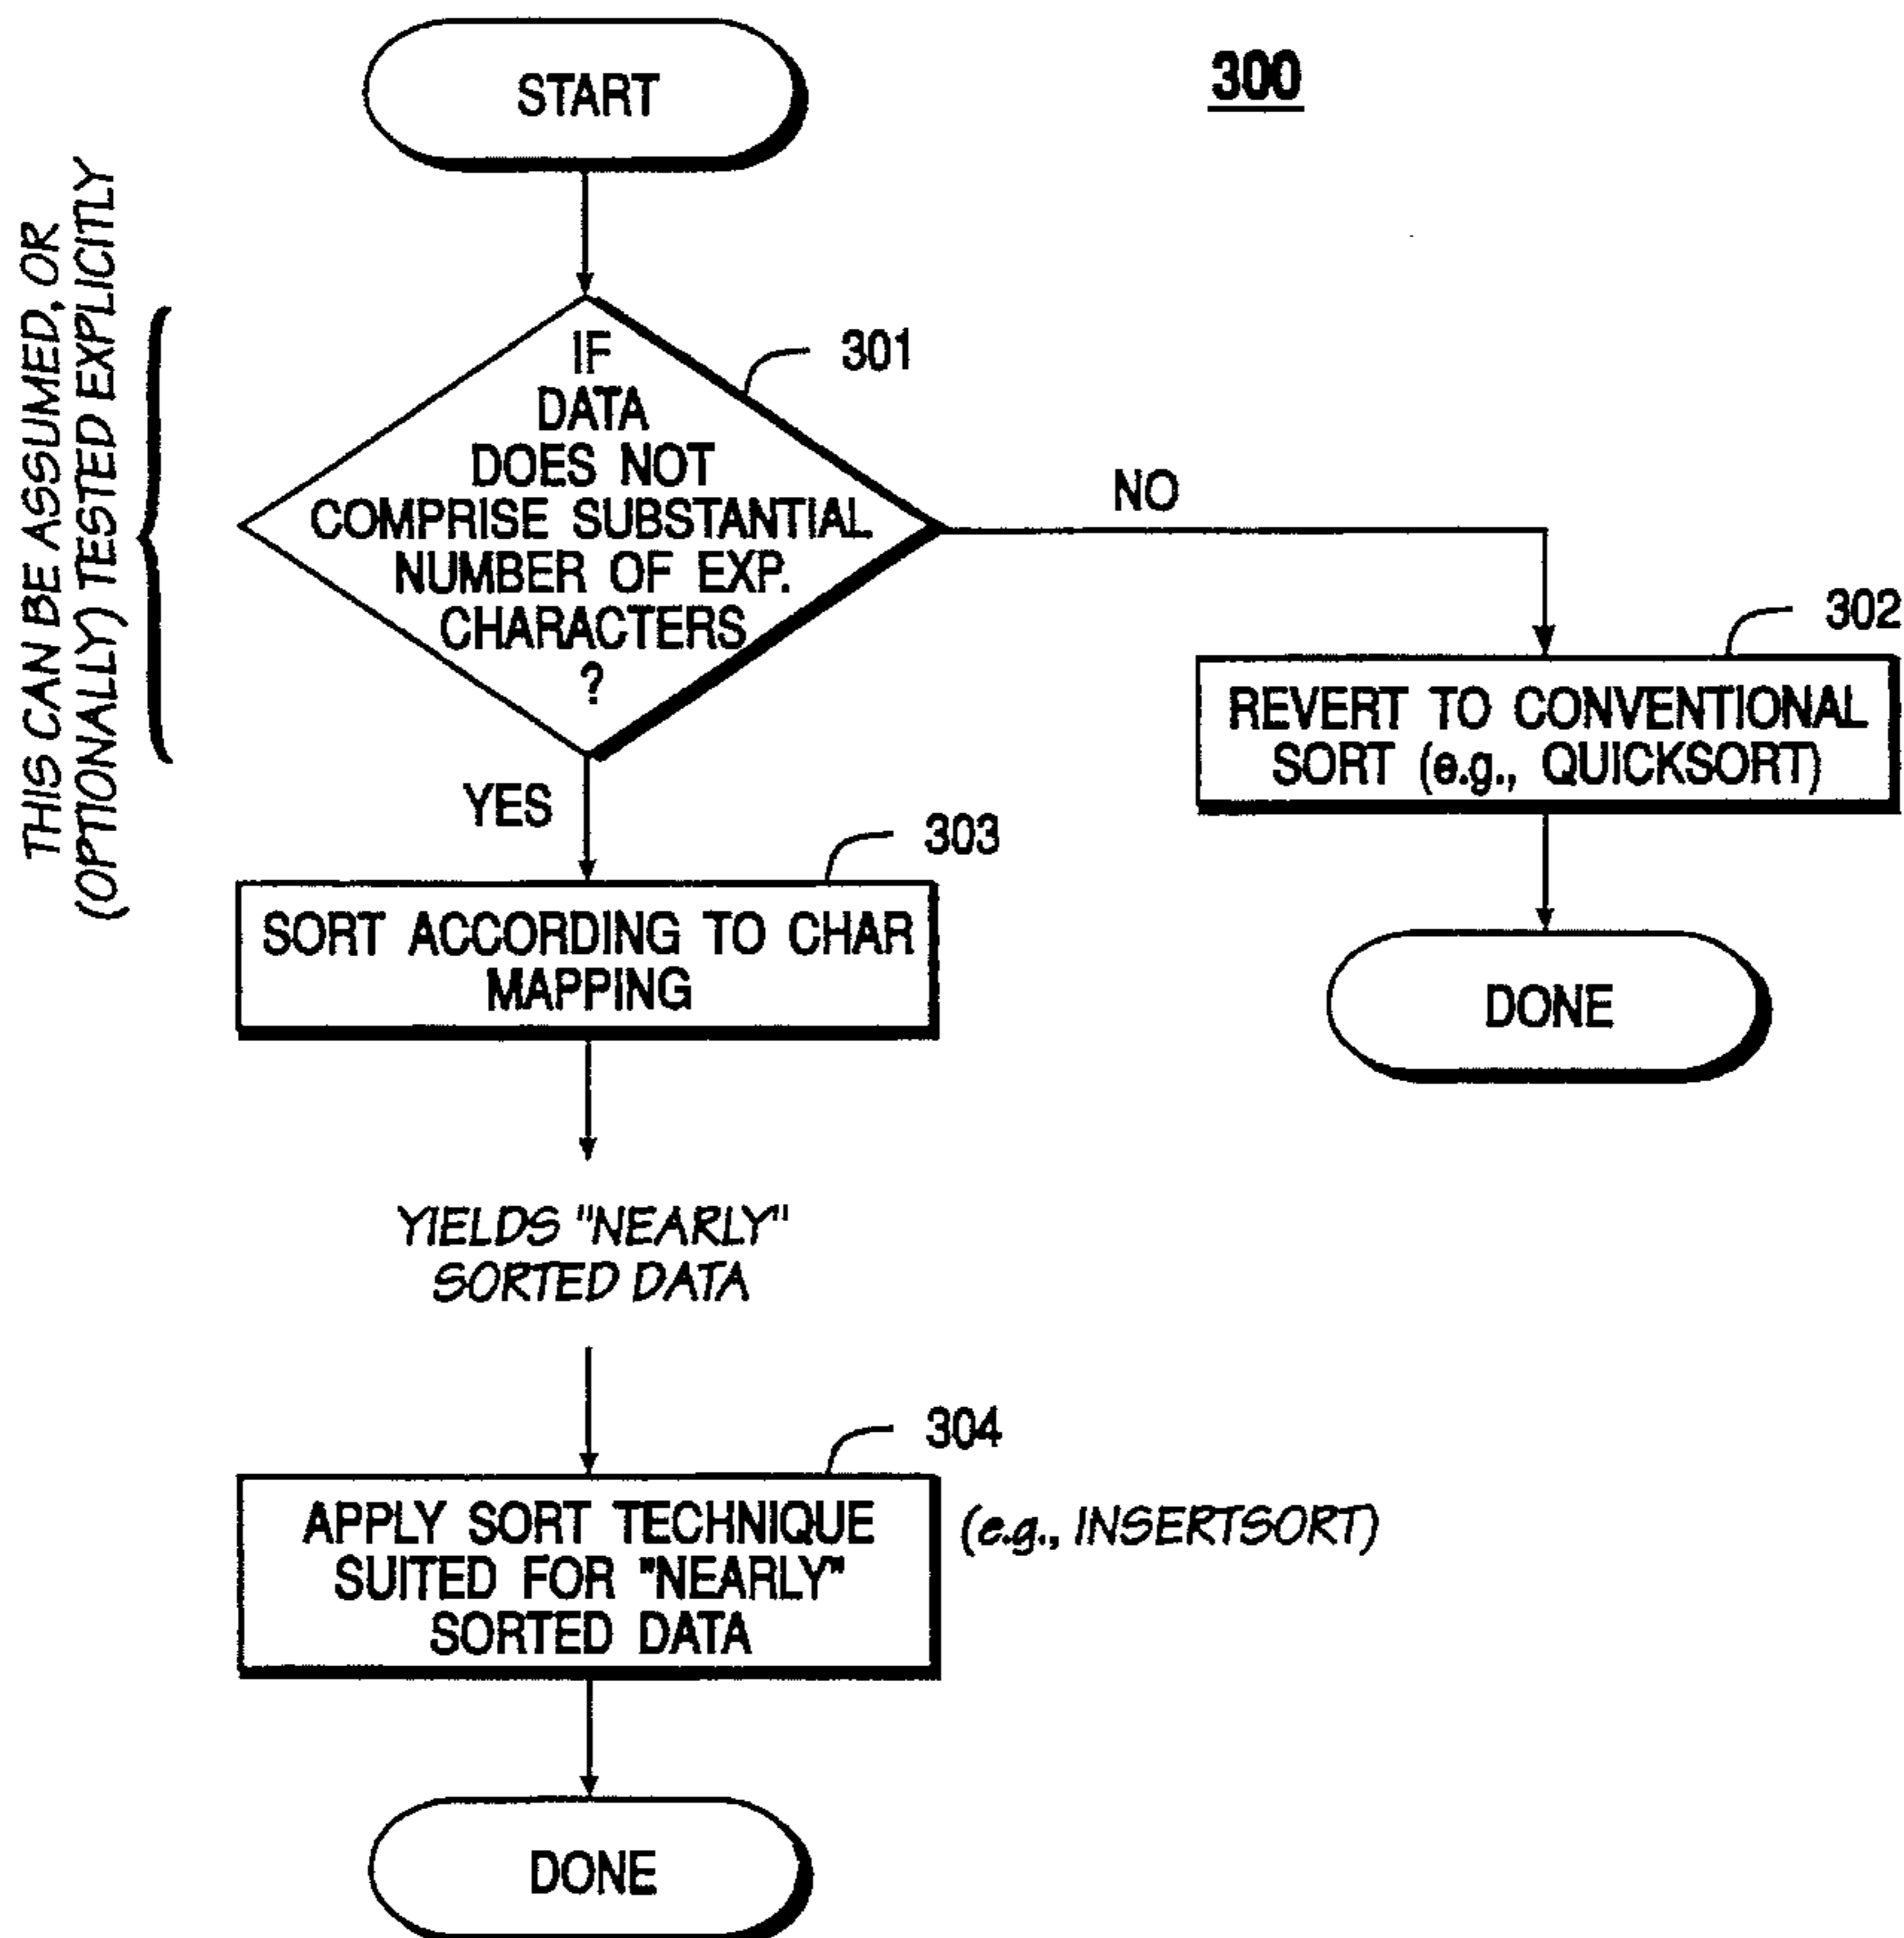 START
300
THIS CAN BE ASSUMED, OR
(OPTIONALLY) TESTED EXPLICITLY
IF
DATA
DOES NOT
COMPRISE SUBSTANTIAL
NUMBER OF EXP.
CHARACTERS
?
301
NO
YES
302
REVERT TO CONVENTIONAL
SORT (e.g., QUICKSORT)
DONE
303
SORT ACCORDING TO CHAR
MAPPING
YIELDS "NEARLY"
SORTED DATA
304
APPLY SORT TECHNIQUE
SUITED FOR "NEARLY"
SORTED DATA
(e.g., INSERTSORT)
DONE